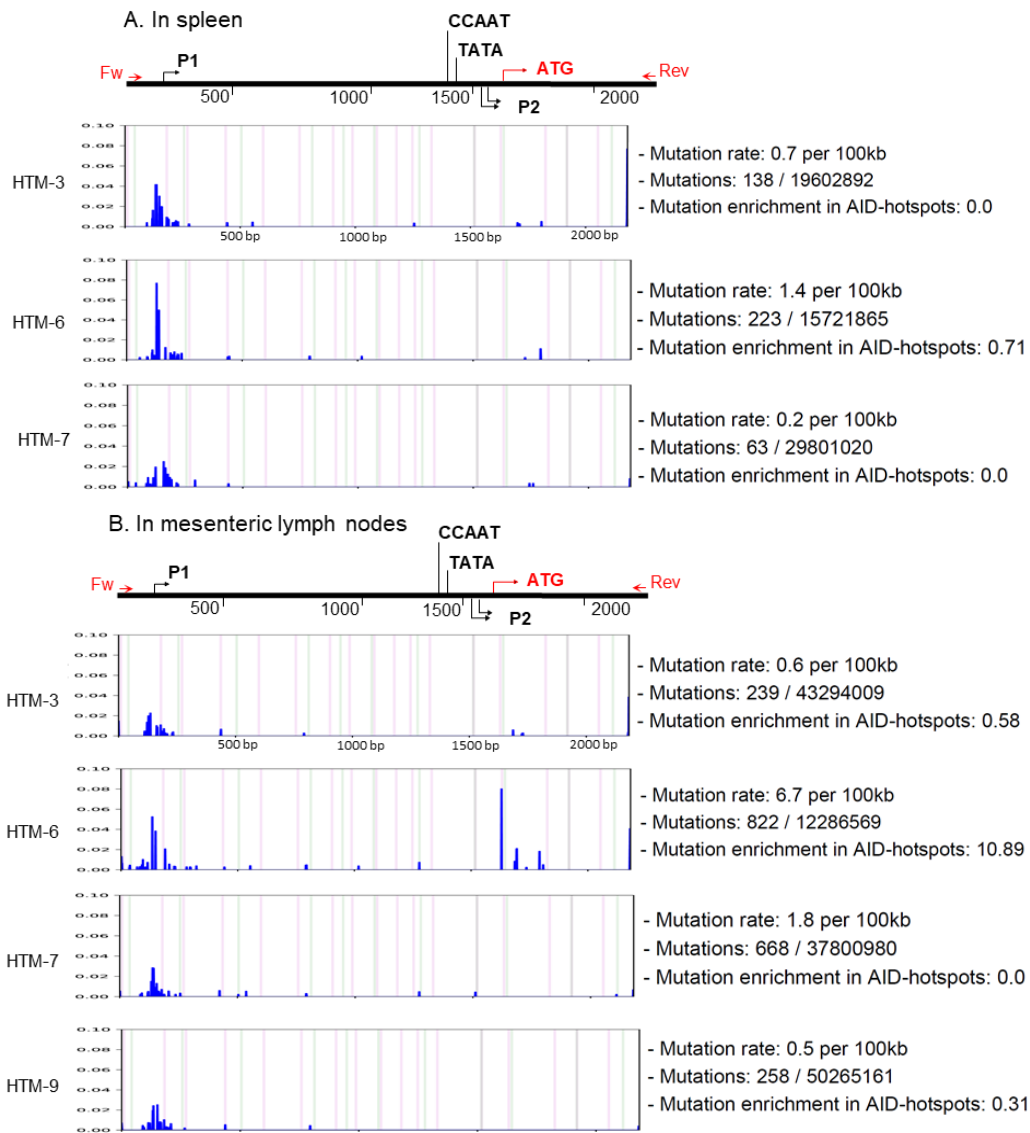 A. In spleen
CCAAT
TATA
P1
Fw
ATG
Rev
500
1000
1500
2000
P2
HTM-3
0.10
0.08
0.06
0.04
0.02
0.00
500 bp
1000 bp
1500 bp
2000 bp
- Mutation rate: 0.7 per 100kb
- Mutations: 138 / 19602892
- Mutation enrichment in AID-hotspots: 0.0
HTM-6
0.10
0.08
0.06
0.04
0.02
0.00
- Mutation rate: 1.4 per 100kb
- Mutations: 223 / 15721865
- Mutation enrichment in AID-hotspots: 0.71
HTM-7
0.10
0.08
0.06
0.04
0.02
0.00
- Mutation rate: 0.2 per 100kb
- Mutations: 63 / 29801020
- Mutation enrichment in AID-hotspots: 0.0
B. In mesenteric lymph nodes
CCAAT
TATA
P1
Fw
ATG
Rev
500
1000
1500
2000
P2
HTM-3
0.10
0.08
0.06
0.04
0.02
0.00
500 bp
1000 bp
1500 bp
2000 bp
- Mutation rate: 0.6 per 100kb
- Mutations: 239 / 43294009
- Mutation enrichment in AID-hotspots: 0.58
HTM-6
0.10
0.08
0.06
0.04
0.02
0.00
- Mutation rate: 6.7 per 100kb
- Mutations: 822 / 12286569
- Mutation enrichment in AID-hotspots: 10.89
HTM-7
0.10
0.08
0.06
0.04
0.02
0.00
- Mutation rate: 1.8 per 100kb
- Mutations: 668 / 37800980
- Mutation enrichment in AID-hotspots: 0.0
HTM-9
0.10
0.08
0.06
0.04
0.02
0.00
- Mutation rate: 0.5 per 100kb
- Mutations: 258 / 50265161
- Mutation enrichment in AID-hotspots: 0.31